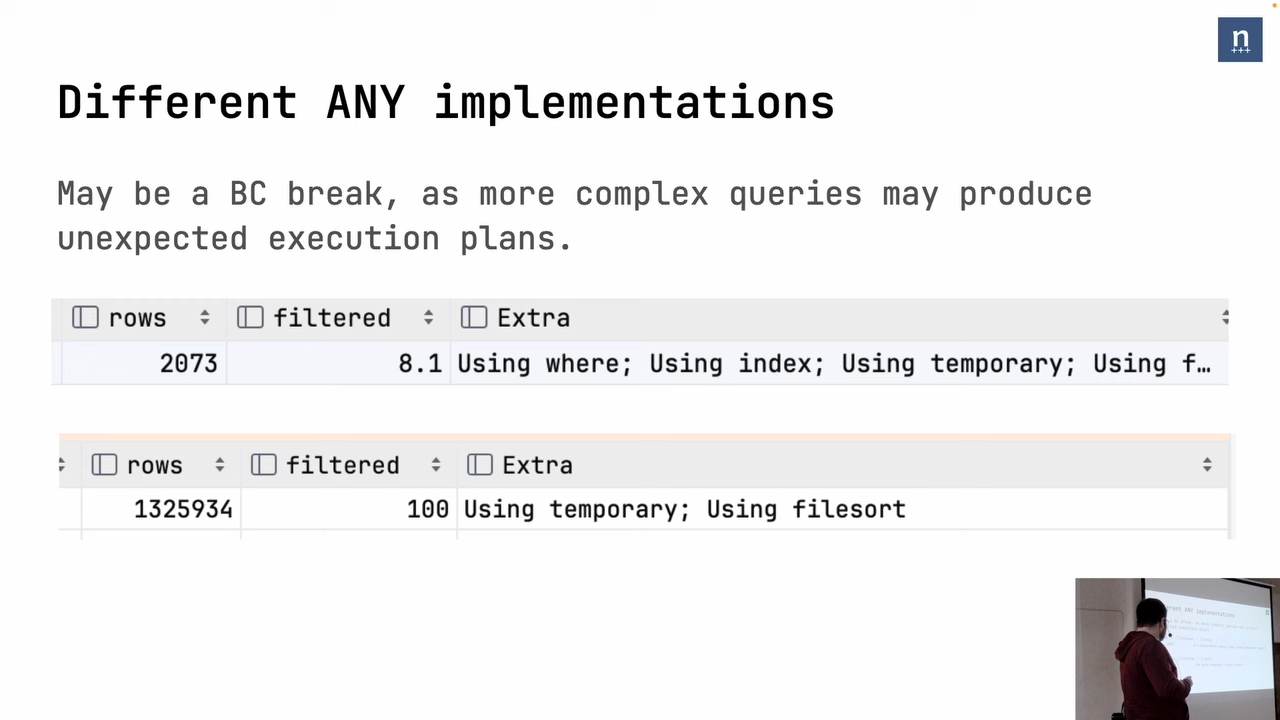 n
+++
Different ANY implementations
May be a BC break, as more complex queries may produce
unexpected execution plans.
rows filtered Extra
2073 8.1 Using where; Using index; Using temporary; Using f…
rows filtered Extra
1325934 100 Using temporary; Using filesort